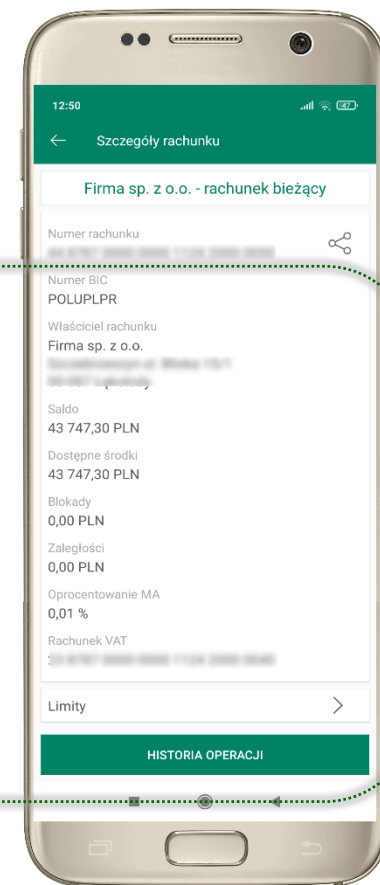 12:50
47
Szczegóły rachunku
Firma sp. z o.o. - rachunek bieżący
Numer rachunku
Numer BIC
POLUPLPR
Właściciel rachunku
Firma sp. z o.o.
Saldo
43 747,30 PLN
Dostępne środki
43 747,30 PLN
Blokady
0,00 PLN
Zaległości
0,00 PLN
Oprocentowanie MA
0,01 %
Rachunek VAT
Limity
HISTORIA OPERACJI